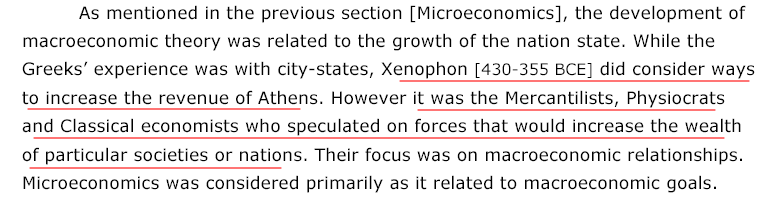 As mentioned in the previous section [Microeconomics], the development of
macroeconomic theory was related to the growth of the nation state. While the
Greeks’ experience was with city-states, Xenophon [430-355 BCE] did consider ways
to increase the revenue of Athens. However it was the Mercantilists, Physiocrats
and Classical economists who speculated on forces that would increase the wealth
of particular societies or nations. Their focus was on macroeconomic relationships.
Microeconomics was considered primarily as it related to macroeconomic goals.